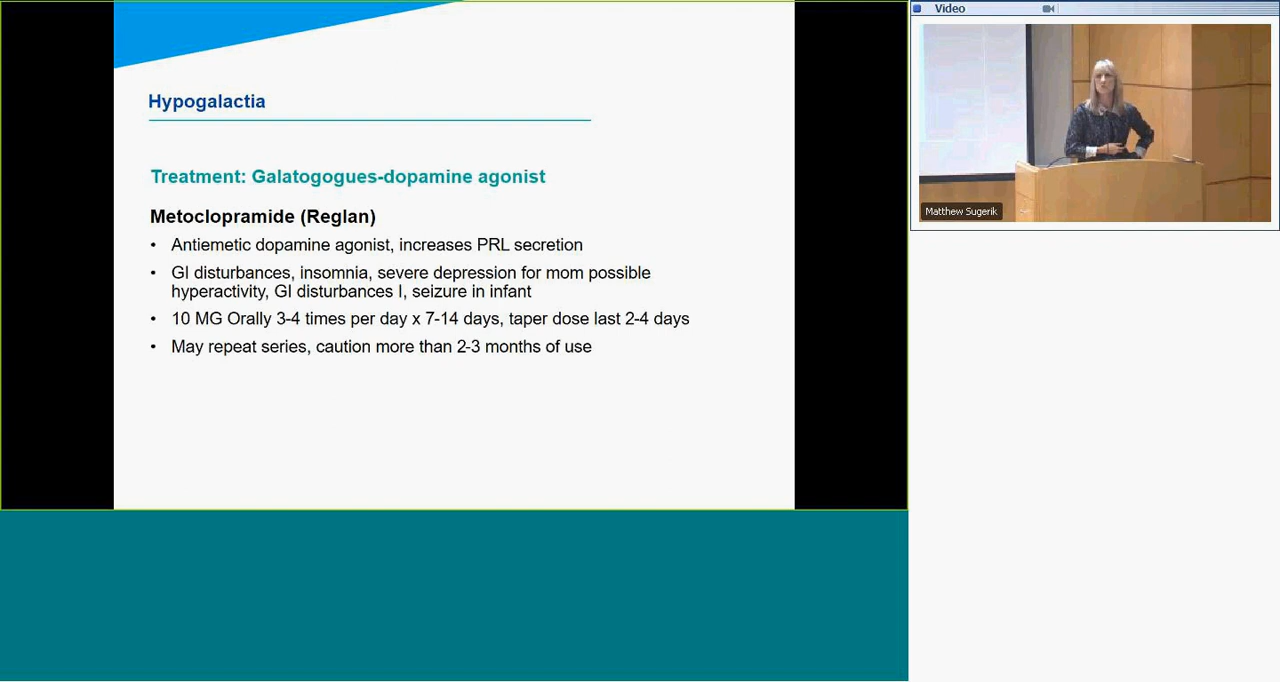 Hypogalactia
Treatment: Galatogogues-dopamine agonist
Metoclopramide (Reglan)
• Antiemetic dopamine agonist, increases PRL secretion
• GI disturbances, insomnia, severe depression for mom possible
hyperactivity, GI disturbances I, seizure in infant
• 10 MG Orally 3-4 times per day x 7-14 days, taper dose last 2-4 days
• May repeat series, caution more than 2-3 months of use
Video
Matthew Sugerik